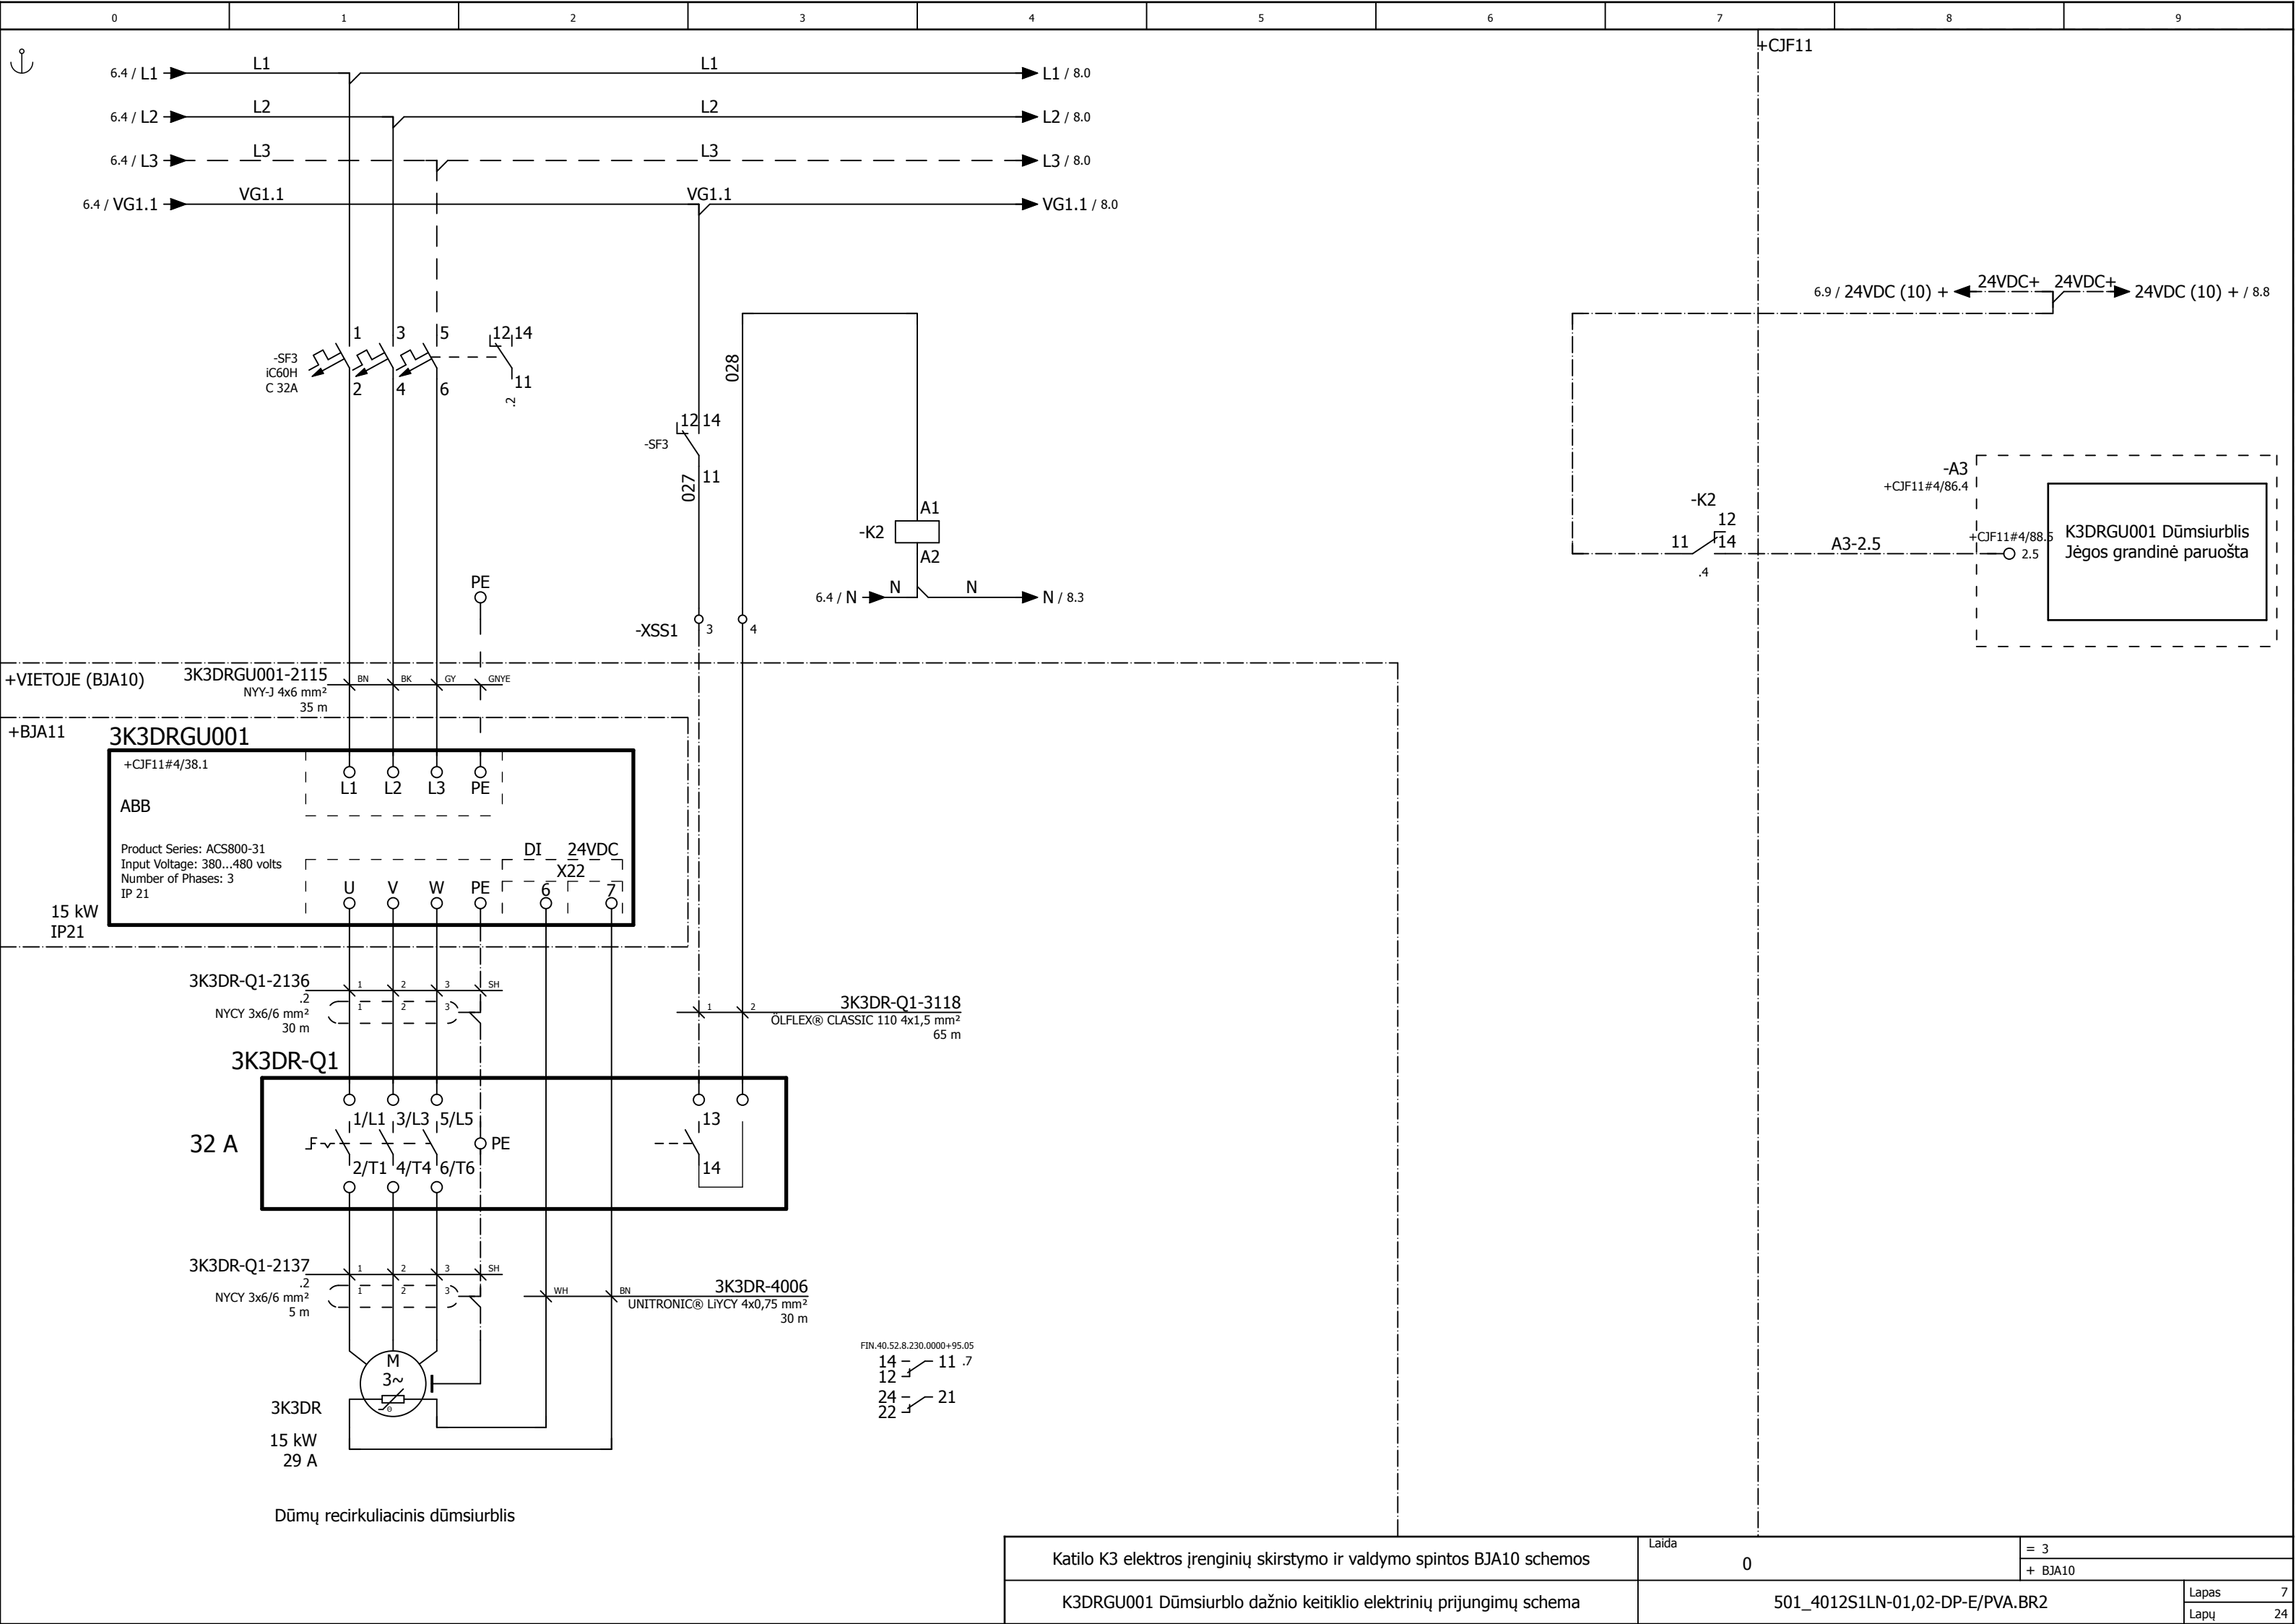 0 1 2 3 4 5 6 7 8 9
+CJF11
6.4 / L1 L1 L1 L1 / 8.0
6.4 / L2 L2 L2 L2 / 8.0
6.4 / L3 L3 L3 L3 / 8.0
6.4 / VG1.1 VG1.1 VG1.1 VG1.1 / 8.0
6.9 / 24VDC (10) + 24VDC+ 24VDC+ 24VDC (10) + / 8.8
1 3 5 12 14
-SF3
iC60H
C 32A
2 4 6 11
.2
028
12 14
-SF3
11
027
A1
-K2
A2
6.4 / N N N N / 8.3
-K2
12
11 14
.4
A3-2.5
-A3
+CJF11#4/86.4
+CJF11#4/88.5
2.5
K3DRGU001 Dūmsiurblis
Jėgos grandinė paruošta
PE
-XSS1 3 4
+VIETOJE (BJA10)
3K3DRGU001-2115 BN BK GY GNYE
NYY-J 4x6 mm²
35 m
+BJA11
3K3DRGU001
+CJF11#4/38.1
L1 L2 L3 PE
ABB
Product Series: ACS800-31
Input Voltage: 380...480 volts
Number of Phases: 3
IP 21
DI 24VDC
X22
U V W PE 6 7
15 kW
IP21
3K3DR-Q1-2136 1 2 3 SH
.2
1 2 3
NYCY 3x6/6 mm²
30 m
1 2 3K3DR-Q1-3118
ÖLFLEX® CLASSIC 110 4x1,5 mm²
65 m
3K3DR-Q1
32 A
1/L1 3/L3 5/L5
PE
2/T1 4/T4 6/T6
13
14
3K3DR-Q1-2137 1 2 3 SH
.2
1 2 3
NYCY 3x6/6 mm²
5 m
WH BN 3K3DR-4006
UNITRONIC® LiYCY 4x0,75 mm²
30 m
M
3~
θ
3K3DR
15 kW
29 A
FIN.40.52.8.230.0000+95.05
14 11 .7
12
24 21
22
Dūmų recirkuliacinis dūmsiurblis
Katilo K3 elektros įrenginių skirstymo ir valdymo spintos BJA10 schemos
Laida
0
= 3
+ BJA10
K3DRGU001 Dūmsiurblo dažnio keitiklio elektrinių prijungimų schema
501_4012S1LN-01,02-DP-E/PVA.BR2
Lapas 7
Lapų 24